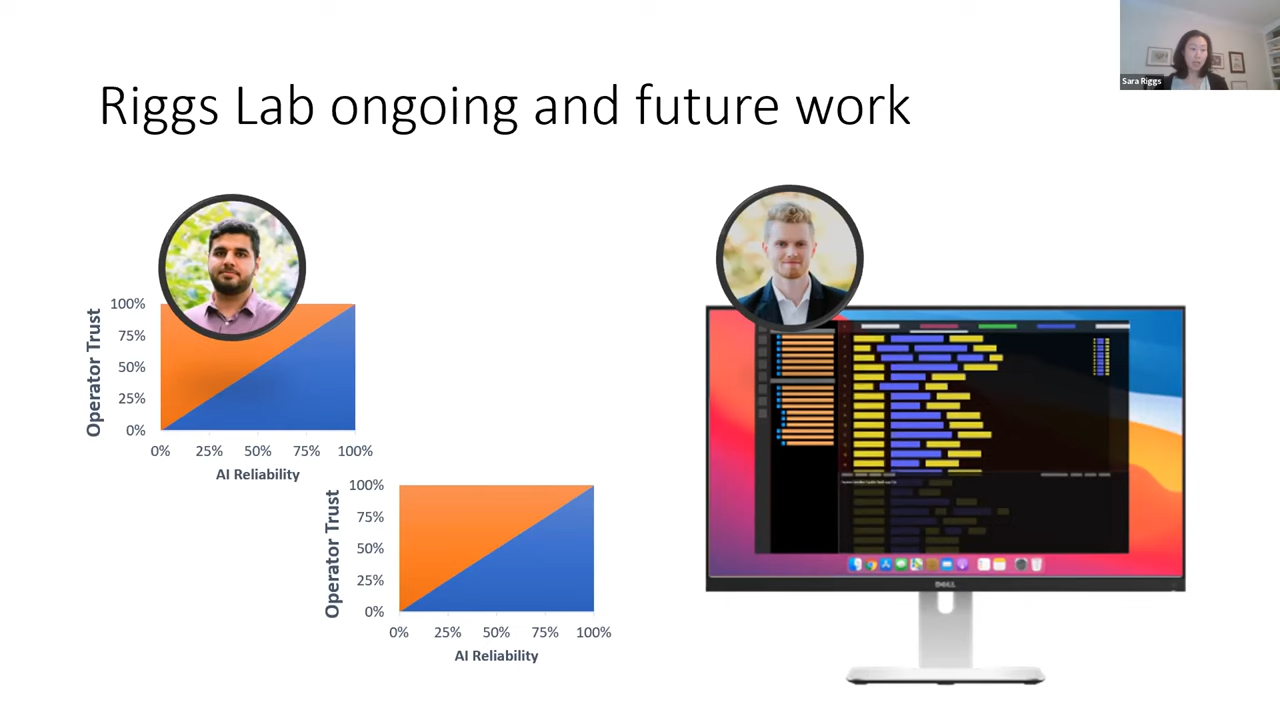 Sara Riggs
Riggs Lab ongoing and future work
Operator Trust
100%
75%
50%
25%
0%
0% 25% 50% 75% 100%
AI Reliability
Operator Trust
100%
75%
50%
25%
0%
0% 25% 50% 75% 100%
AI Reliability
DELL